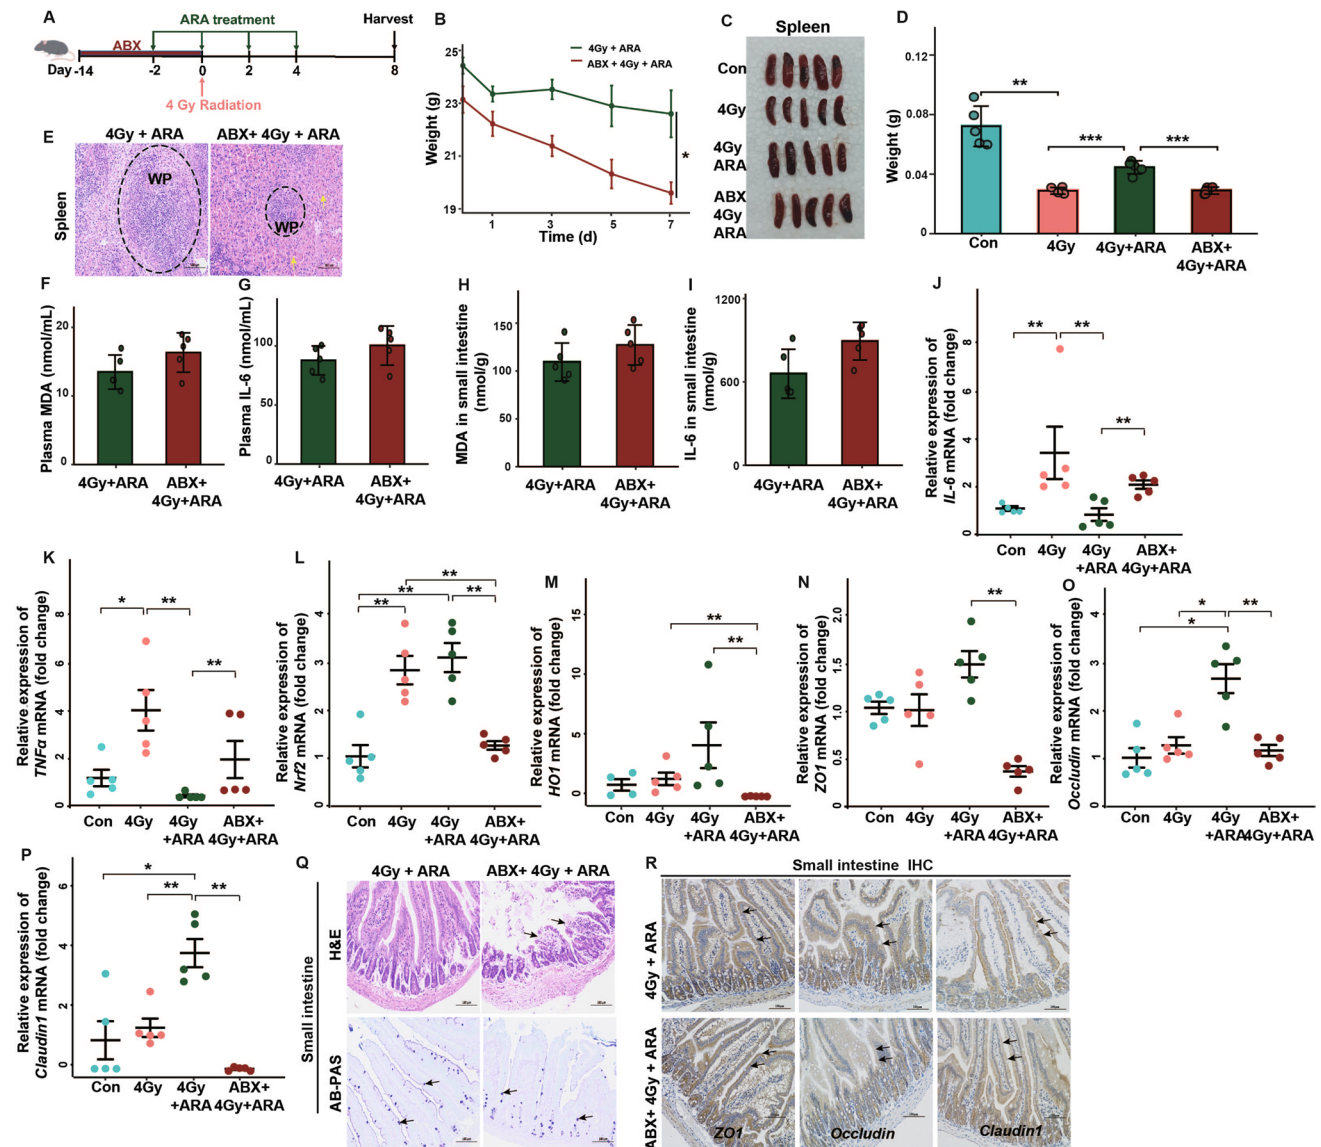 A
ARA treatment
Harvest
ABX
Day -14
-2
0
2
4
8
4 Gy Radiation
B
Weight (g)
25
23
21
19
4Gy + ARA
ABX + 4Gy + ARA
*
1
3
5
7
Time (d)
C
Spleen
Con
4Gy
4Gy
ARA
ABX
4Gy
ARA
D
Weight (g)
0.12
0.08
0.04
0
**
***
***
Con
4Gy
4Gy+ARA
ABX+
4Gy+ARA
E
4Gy + ARA
ABX+ 4Gy + ARA
Spleen
WP
WP
F
Plasma MDA (nmol/mL)
20
10
0
4Gy+ARA
ABX+
4Gy+ARA
G
Plasma IL-6 (nmol/mL)
100
50
0
4Gy+ARA
ABX+
4Gy+ARA
H
MDA in small intestine
(nmol/g)
150
100
50
0
4Gy+ARA
ABX+
4Gy+ARA
I
IL-6 in small intestine
(nmol/g)
1200
600
0
4Gy+ARA
ABX+
4Gy+ARA
J
Relative expression of
IL-6 mRNA (fold change)
8
4
2
0
**
**
**
Con
4Gy
4Gy
+ARA
ABX+
4Gy+ARA
K
Relative expression of
TNFα mRNA (fold change)
8
6
4
2
0
*
**
**
Con
4Gy
4Gy
+ARA
ABX+
4Gy+ARA
L
Relative expression of
Nrf2 mRNA (fold change)
4
3
2
1
0
**
**
**
**
Con
4Gy
4Gy
+ARA
ABX+
4Gy+ARA
M
Relative expression of
HO1 mRNA (fold change)
15
10
5
0
**
**
Con
4Gy
4Gy
+ARA
ABX+
4Gy+ARA
N
Relative expression of
ZO1 mRNA (fold change)
2.0
1.5
1.0
0.5
0
**
Con
4Gy
4Gy
+ARA
ABX+
4Gy+ARA
O
Relative expression of
Occludin mRNA (fold change)
4
3
2
1
0
*
**
*
Con
4Gy
4Gy
+ARA
ABX+
4Gy+ARA
P
Relative expression of
Claudin1 mRNA (fold change)
6
4
2
0
*
**
**
Con
4Gy
4Gy
+ARA
ABX+
4Gy+ARA
Q
4Gy + ARA
ABX+ 4Gy + ARA
Small intestine
H&E
AB-PAS
R
Small intestine IHC
4Gy + ARA
ABX+ 4Gy + ARA
ZO1
Occludin
Claudin1